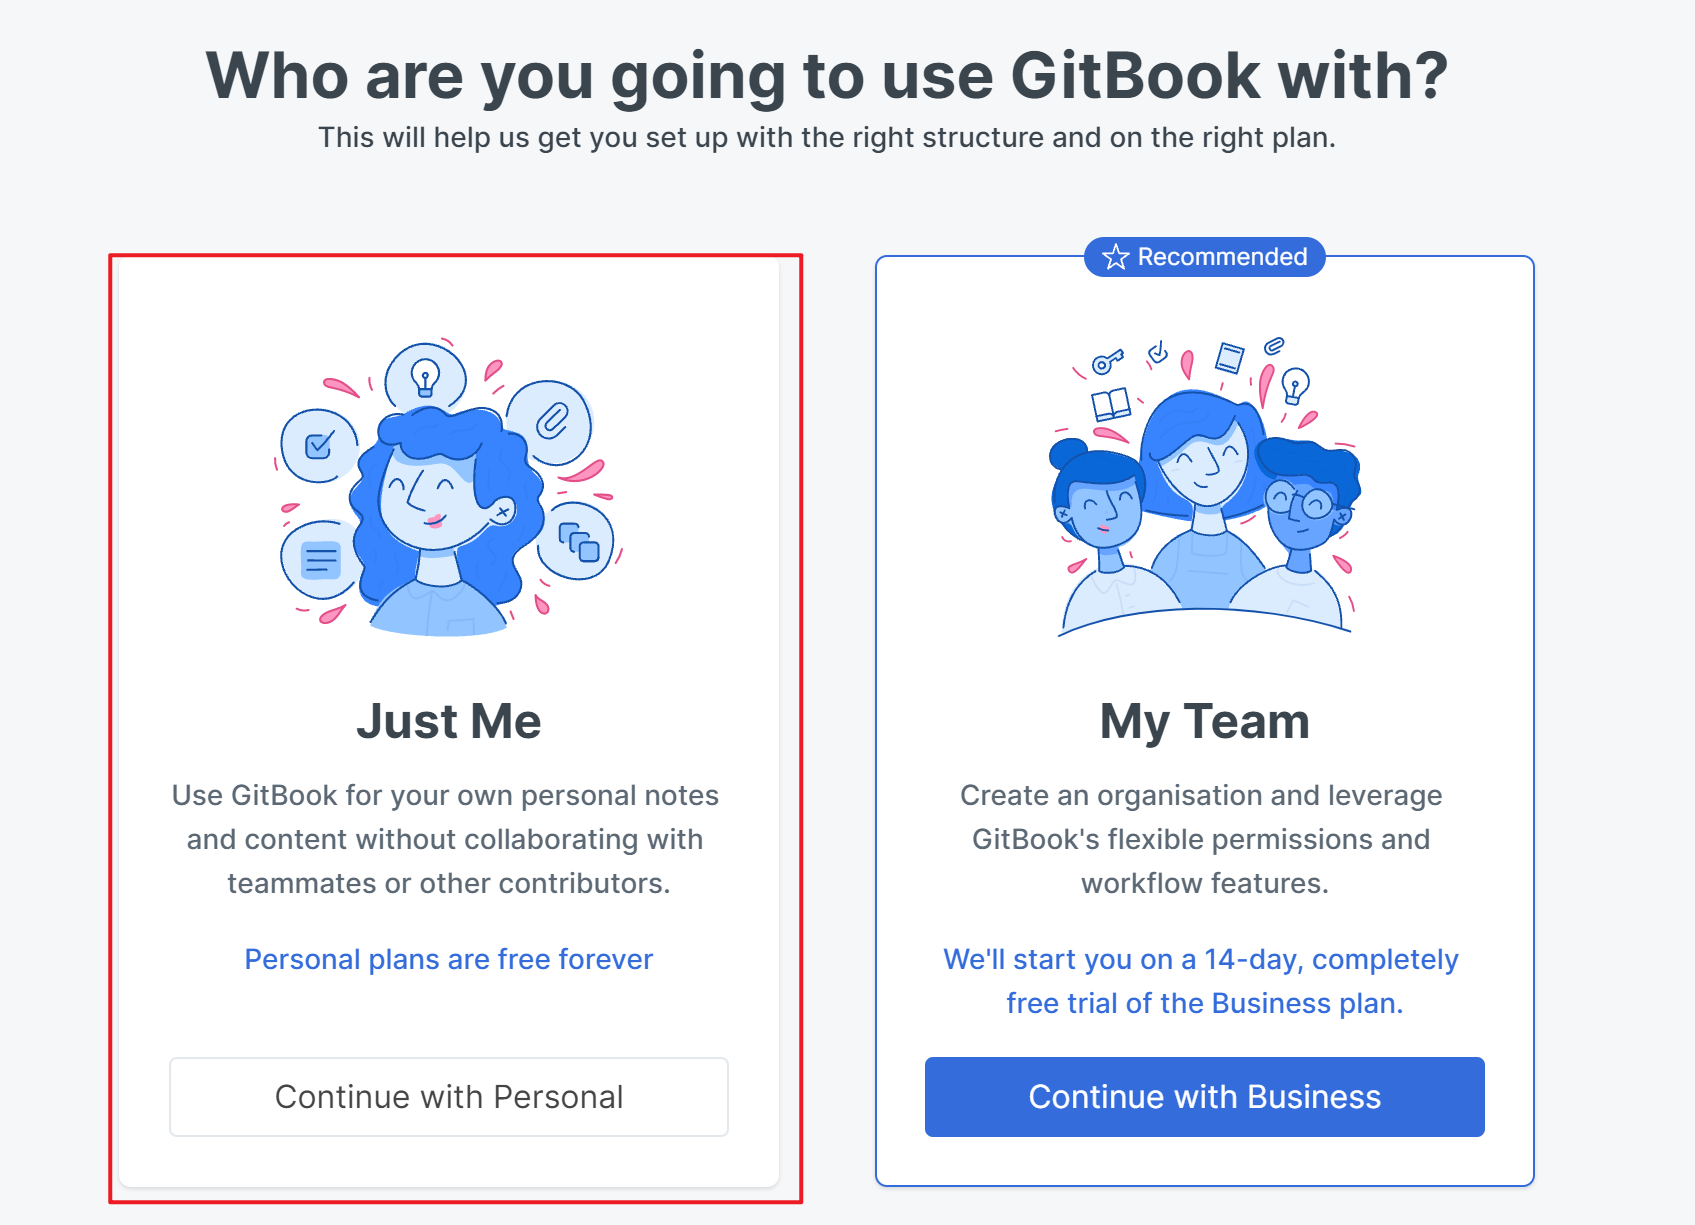 Who are you going to use GitBook with?
This will help us get you set up with the right structure and on the right plan.
Just Me
Use GitBook for your own personal notes
and content without collaborating with
teammates or other contributors.
Personal plans are free forever
Continue with Personal
Recommended
My Team
Create an organisation and leverage
GitBook's flexible permissions and
workflow features.
We'll start you on a 14-day, completely
free trial of the Business plan.
Continue with Business